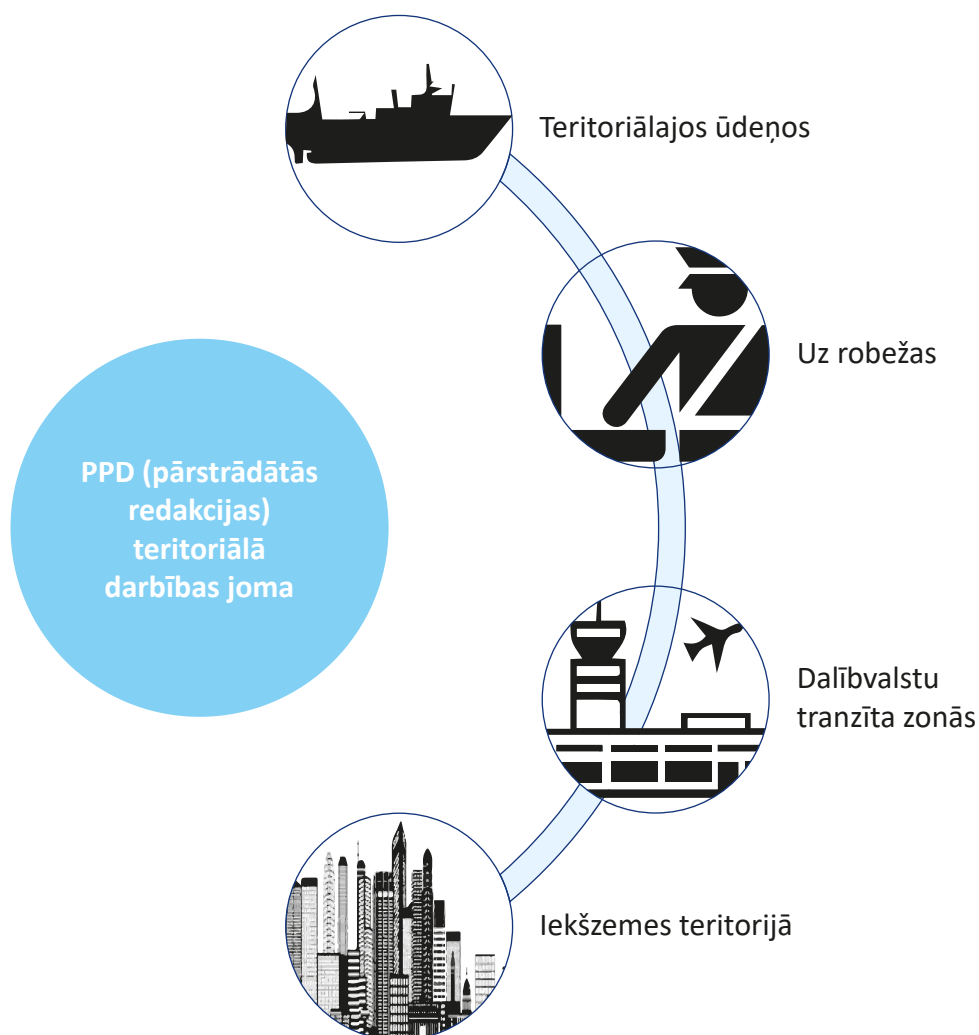 Teritoriālajos ūdeņos
Uz robežas
PPD (pārstrādātās
redakcijas)
teritoriālā
darbības joma
Dalībvalstu
tranzīta zonās
Iekšzemes teritorijā